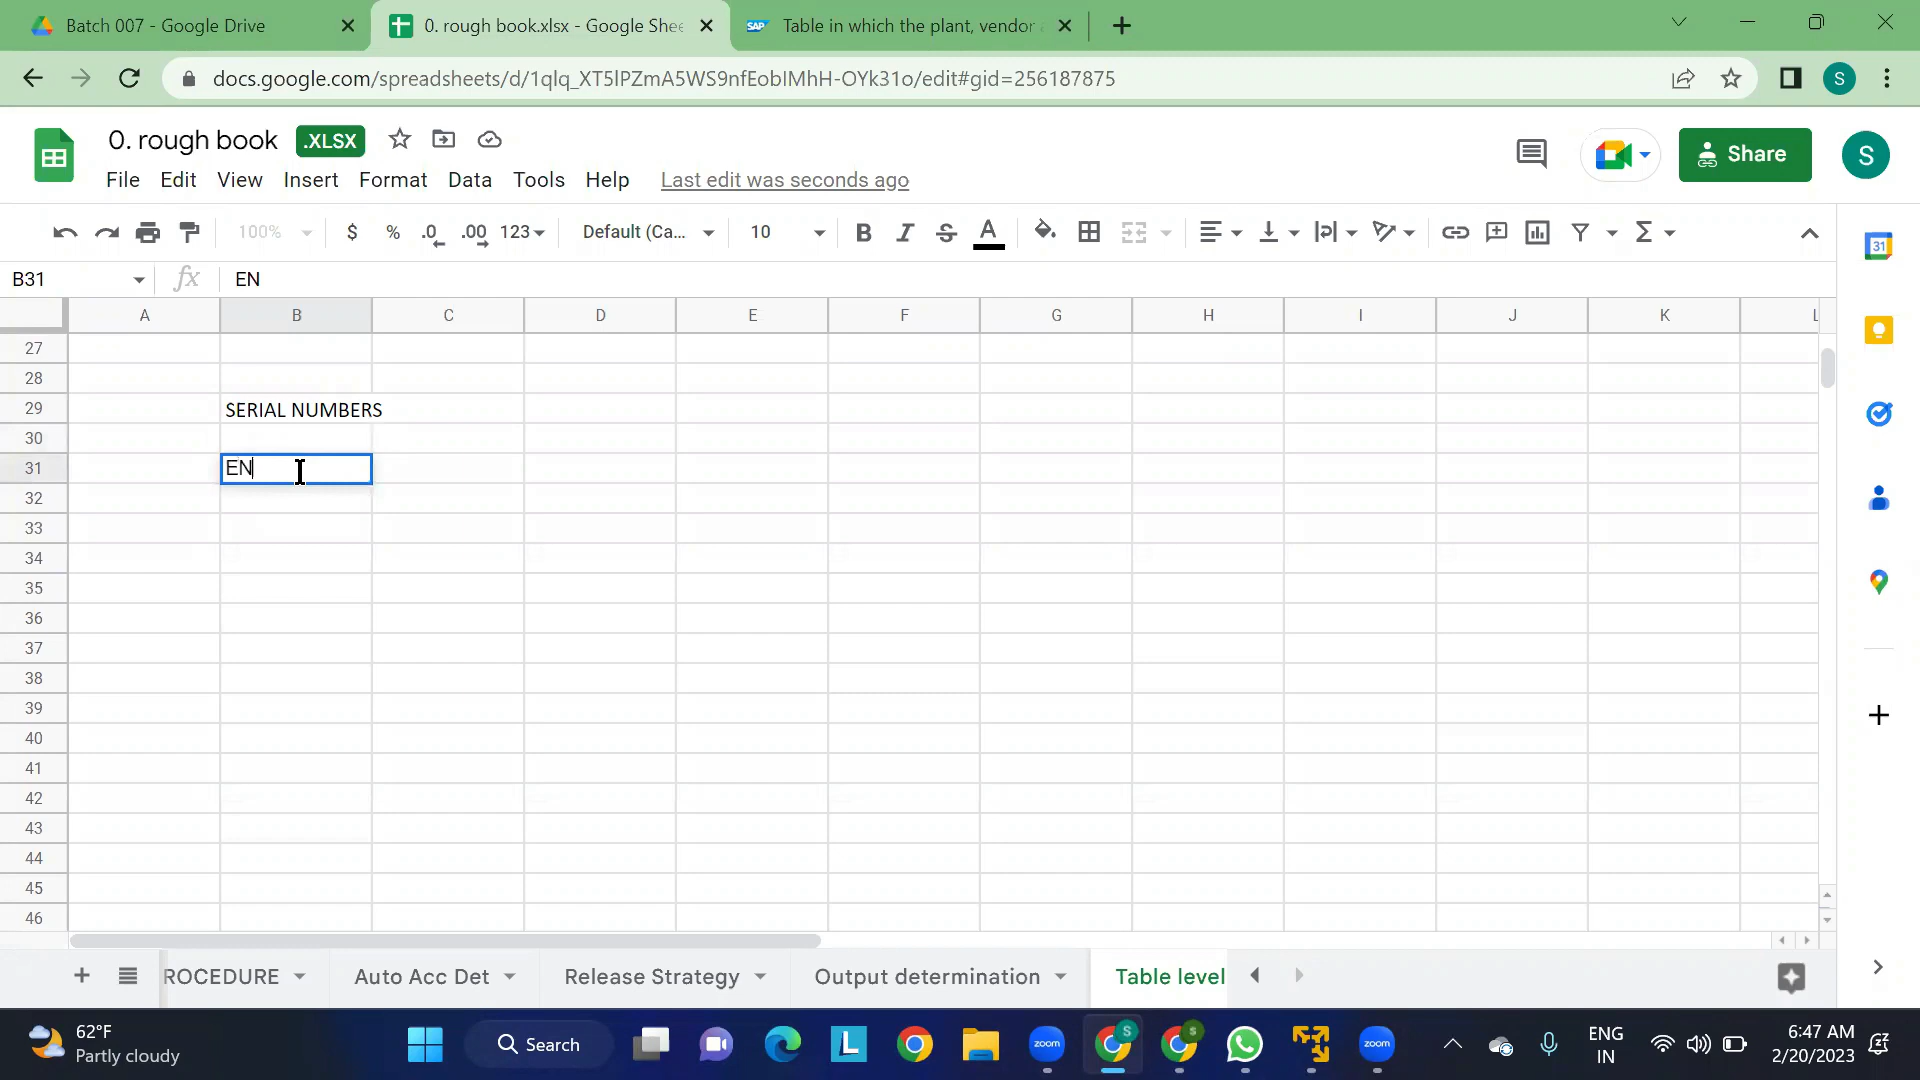 Batch 007 - Google Drive
0. rough book.xlsx - Google Shee
SAP Table in which the plant, vendor
docs.google.com/spreadsheets/d/1qlq_XT5lPZmA5WS9nfEobIMhH-OYk31o/edit#gid=256187875
S
0. rough book .XLSX
Share
S
File Edit View Insert Format Data Tools Help Last edit was seconds ago
100% $ % .0 .00 123 Default (Ca... 10 B I S A Σ
31
B31 fx EN
A B C D E F G H I J K L
27
28
29 SERIAL NUMBERS
30
31 EN
32
33
34
35
36
37
38
39
40
41
42
43
44
45
46
ROCEDURE Auto Acc Det Release Strategy Output determination Table level
62°F
Partly cloudy
Search
L
zoom
S
$
zoom
ENG
IN
6:47 AM
2/20/2023